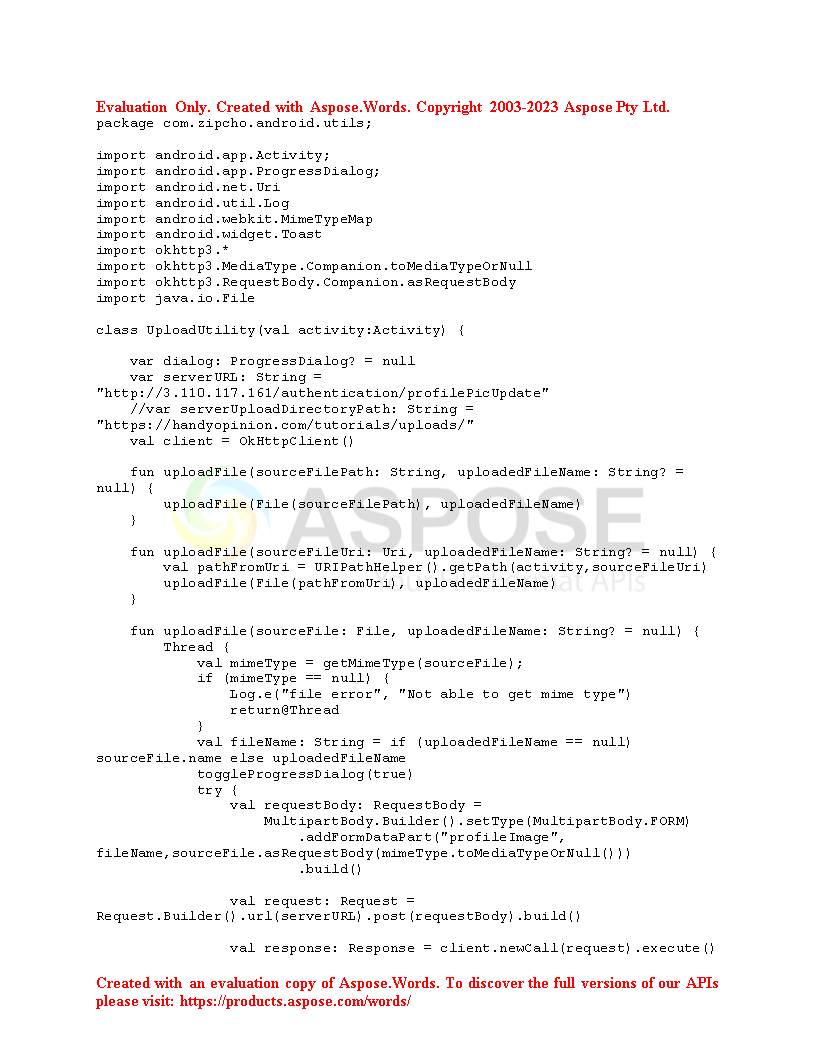 Evaluation Only. Created with Aspose.Words. Copyright 2003-2023 Aspose Pty Ltd.
package com.zipcho.android.utils;

import android.app.Activity;
import android.app.ProgressDialog;
import android.net.Uri
import android.util.Log
import android.webkit.MimeTypeMap
import android.widget.Toast
import okhttp3.*
import okhttp3.MediaType.Companion.toMediaTypeOrNull
import okhttp3.RequestBody.Companion.asRequestBody
import java.io.File

class UploadUtility(val activity:Activity) {

    var dialog: ProgressDialog? = null
    var serverURL: String =
"http://3.110.117.161/authentication/profilePicUpdate"
    //var serverUploadDirectoryPath: String =
"https://handyopinion.com/tutorials/uploads/"
    val client = OkHttpClient()

    fun uploadFile(sourceFilePath: String, uploadedFileName: String? =
null) {
        uploadFile(File(sourceFilePath), uploadedFileName)
    }
ASPOSE

    fun uploadFile(sourceFileUri: Uri, uploadedFileName: String? = null) {
        val pathFromUri = URIPathHelper().getPath(activity,sourceFileUri)
        uploadFile(File(pathFromUri), uploadedFileName)
    }

    fun uploadFile(sourceFile: File, uploadedFileName: String? = null) {
        Thread {
            val mimeType = getMimeType(sourceFile);
            if (mimeType == null) {
                Log.e("file error", "Not able to get mime type")
                return@Thread
            }
            val fileName: String = if (uploadedFileName == null)
sourceFile.name else uploadedFileName
            toggleProgressDialog(true)
            try {
                val requestBody: RequestBody =
                    MultipartBody.Builder().setType(MultipartBody.FORM)
                        .addFormDataPart("profileImage",
fileName,sourceFile.asRequestBody(mimeType.toMediaTypeOrNull()))
                        .build()

                val request: Request =
Request.Builder().url(serverURL).post(requestBody).build()

                val response: Response = client.newCall(request).execute()

Created with an evaluation copy of Aspose.Words. To discover the full versions of our APIs
please visit: https://products.aspose.com/words/